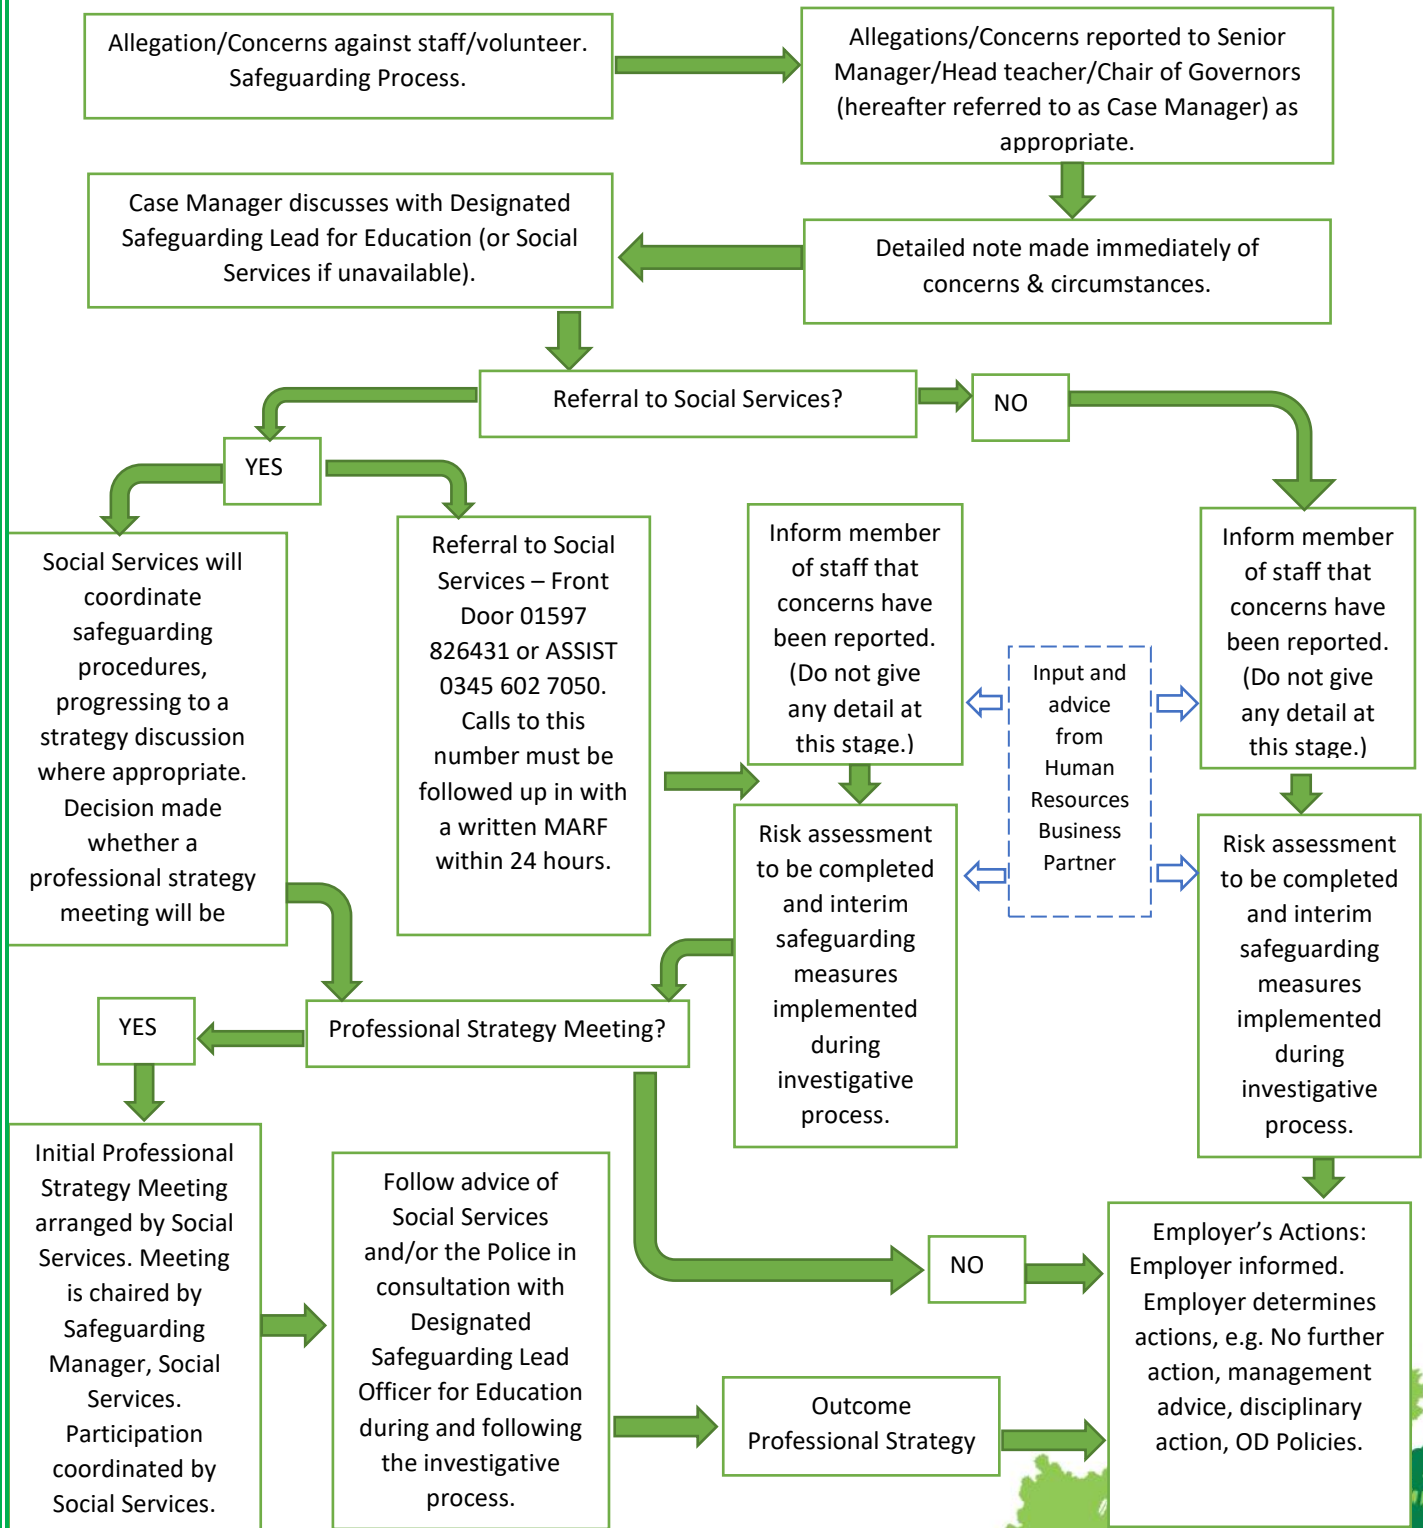 Allegation/Concerns against staff/volunteer.
Safeguarding Process.
Allegations/Concerns reported to Senior
Manager/Head teacher/Chair of Governors
(hereafter referred to as Case Manager) as
appropriate.
Case Manager discusses with Designated
Safeguarding Lead for Education (or Social
Services if unavailable).
Detailed note made immediately of
concerns & circumstances.
Referral to Social Services?
NO
YES
Social Services will
coordinate
safeguarding
procedures,
progressing to a
strategy discussion
where appropriate.
Decision made
whether a
professional strategy
meeting will be
Referral to Social
Services – Front
Door 01597
826431 or ASSIST
0345 602 7050.
Calls to this
number must be
followed up in with
a written MARF
within 24 hours.
Inform member
of staff that
concerns have
been reported.
(Do not give
any detail at
this stage.)
Input and
advice
from
Human
Resources
Business
Partner
Inform member
of staff that
concerns have
been reported.
(Do not give
any detail at
this stage.)
Risk assessment
to be completed
and interim
safeguarding
measures
implemented
during
investigative
process.
Risk assessment
to be completed
and interim
safeguarding
measures
implemented
during
investigative
process.
Professional Strategy Meeting?
YES
Initial Professional
Strategy Meeting
arranged by Social
Services. Meeting
is chaired by
Safeguarding
Manager, Social
Services.
Participation
coordinated by
Social Services.
Follow advice of
Social Services
and/or the Police in
consultation with
Designated
Safeguarding Lead
Officer for Education
during and following
the investigative
process.
NO
Outcome
Professional Strategy
Employer’s Actions:
Employer informed.
Employer determines
actions, e.g. No further
action, management
advice, disciplinary
action, OD Policies.